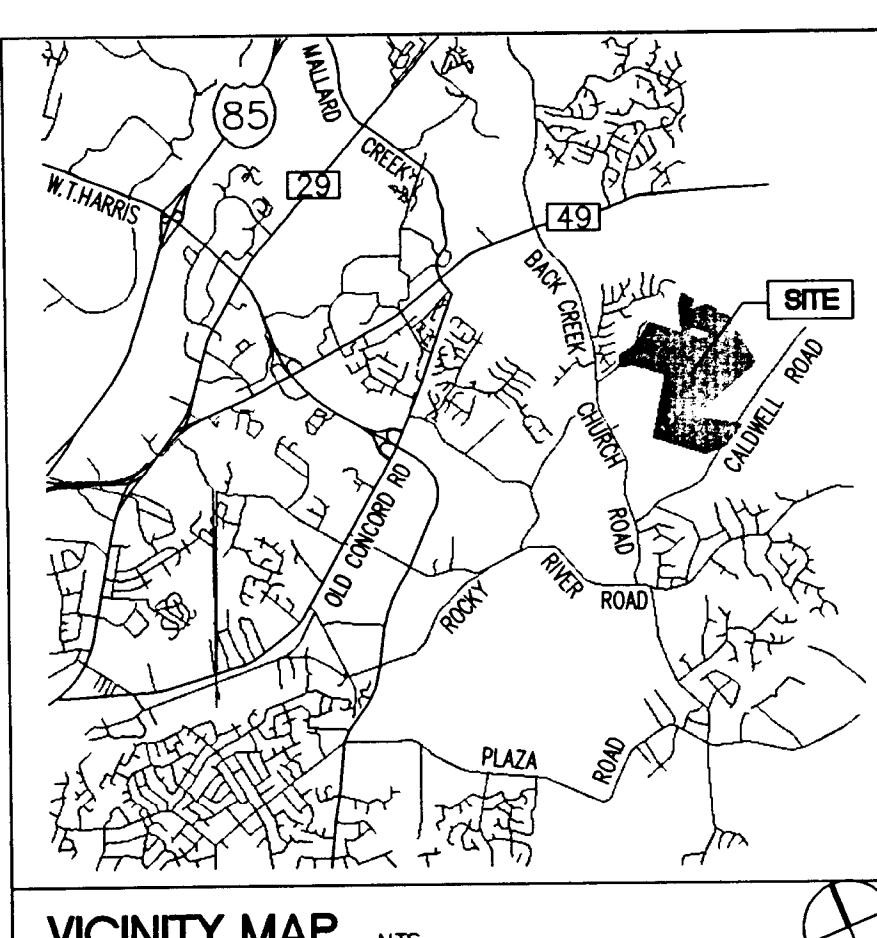 MALLARD
CREEK
85
29
W.T.HARRIS
49
BACK CREEK
CHURCH
ROAD
SITE
CALDWELL ROAD
OLD CONCORD RD
ROCKY
RIVER
ROAD
PLAZA
ROAD
VICINITY MAP NTS